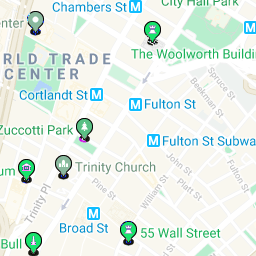 City Hall Park
Chambers St M
Center
The Woolworth Building
RLD TRADE
CENTER
Cortlandt St M
M Fulton St
Beekman St
Spruce St
Zuccotti Park
M Fulton St Subwa
Trinity Church
John St
Pine St
William St
Platt St
um
Trinity Pl
M
Broad St
55 Wall Street
Bull